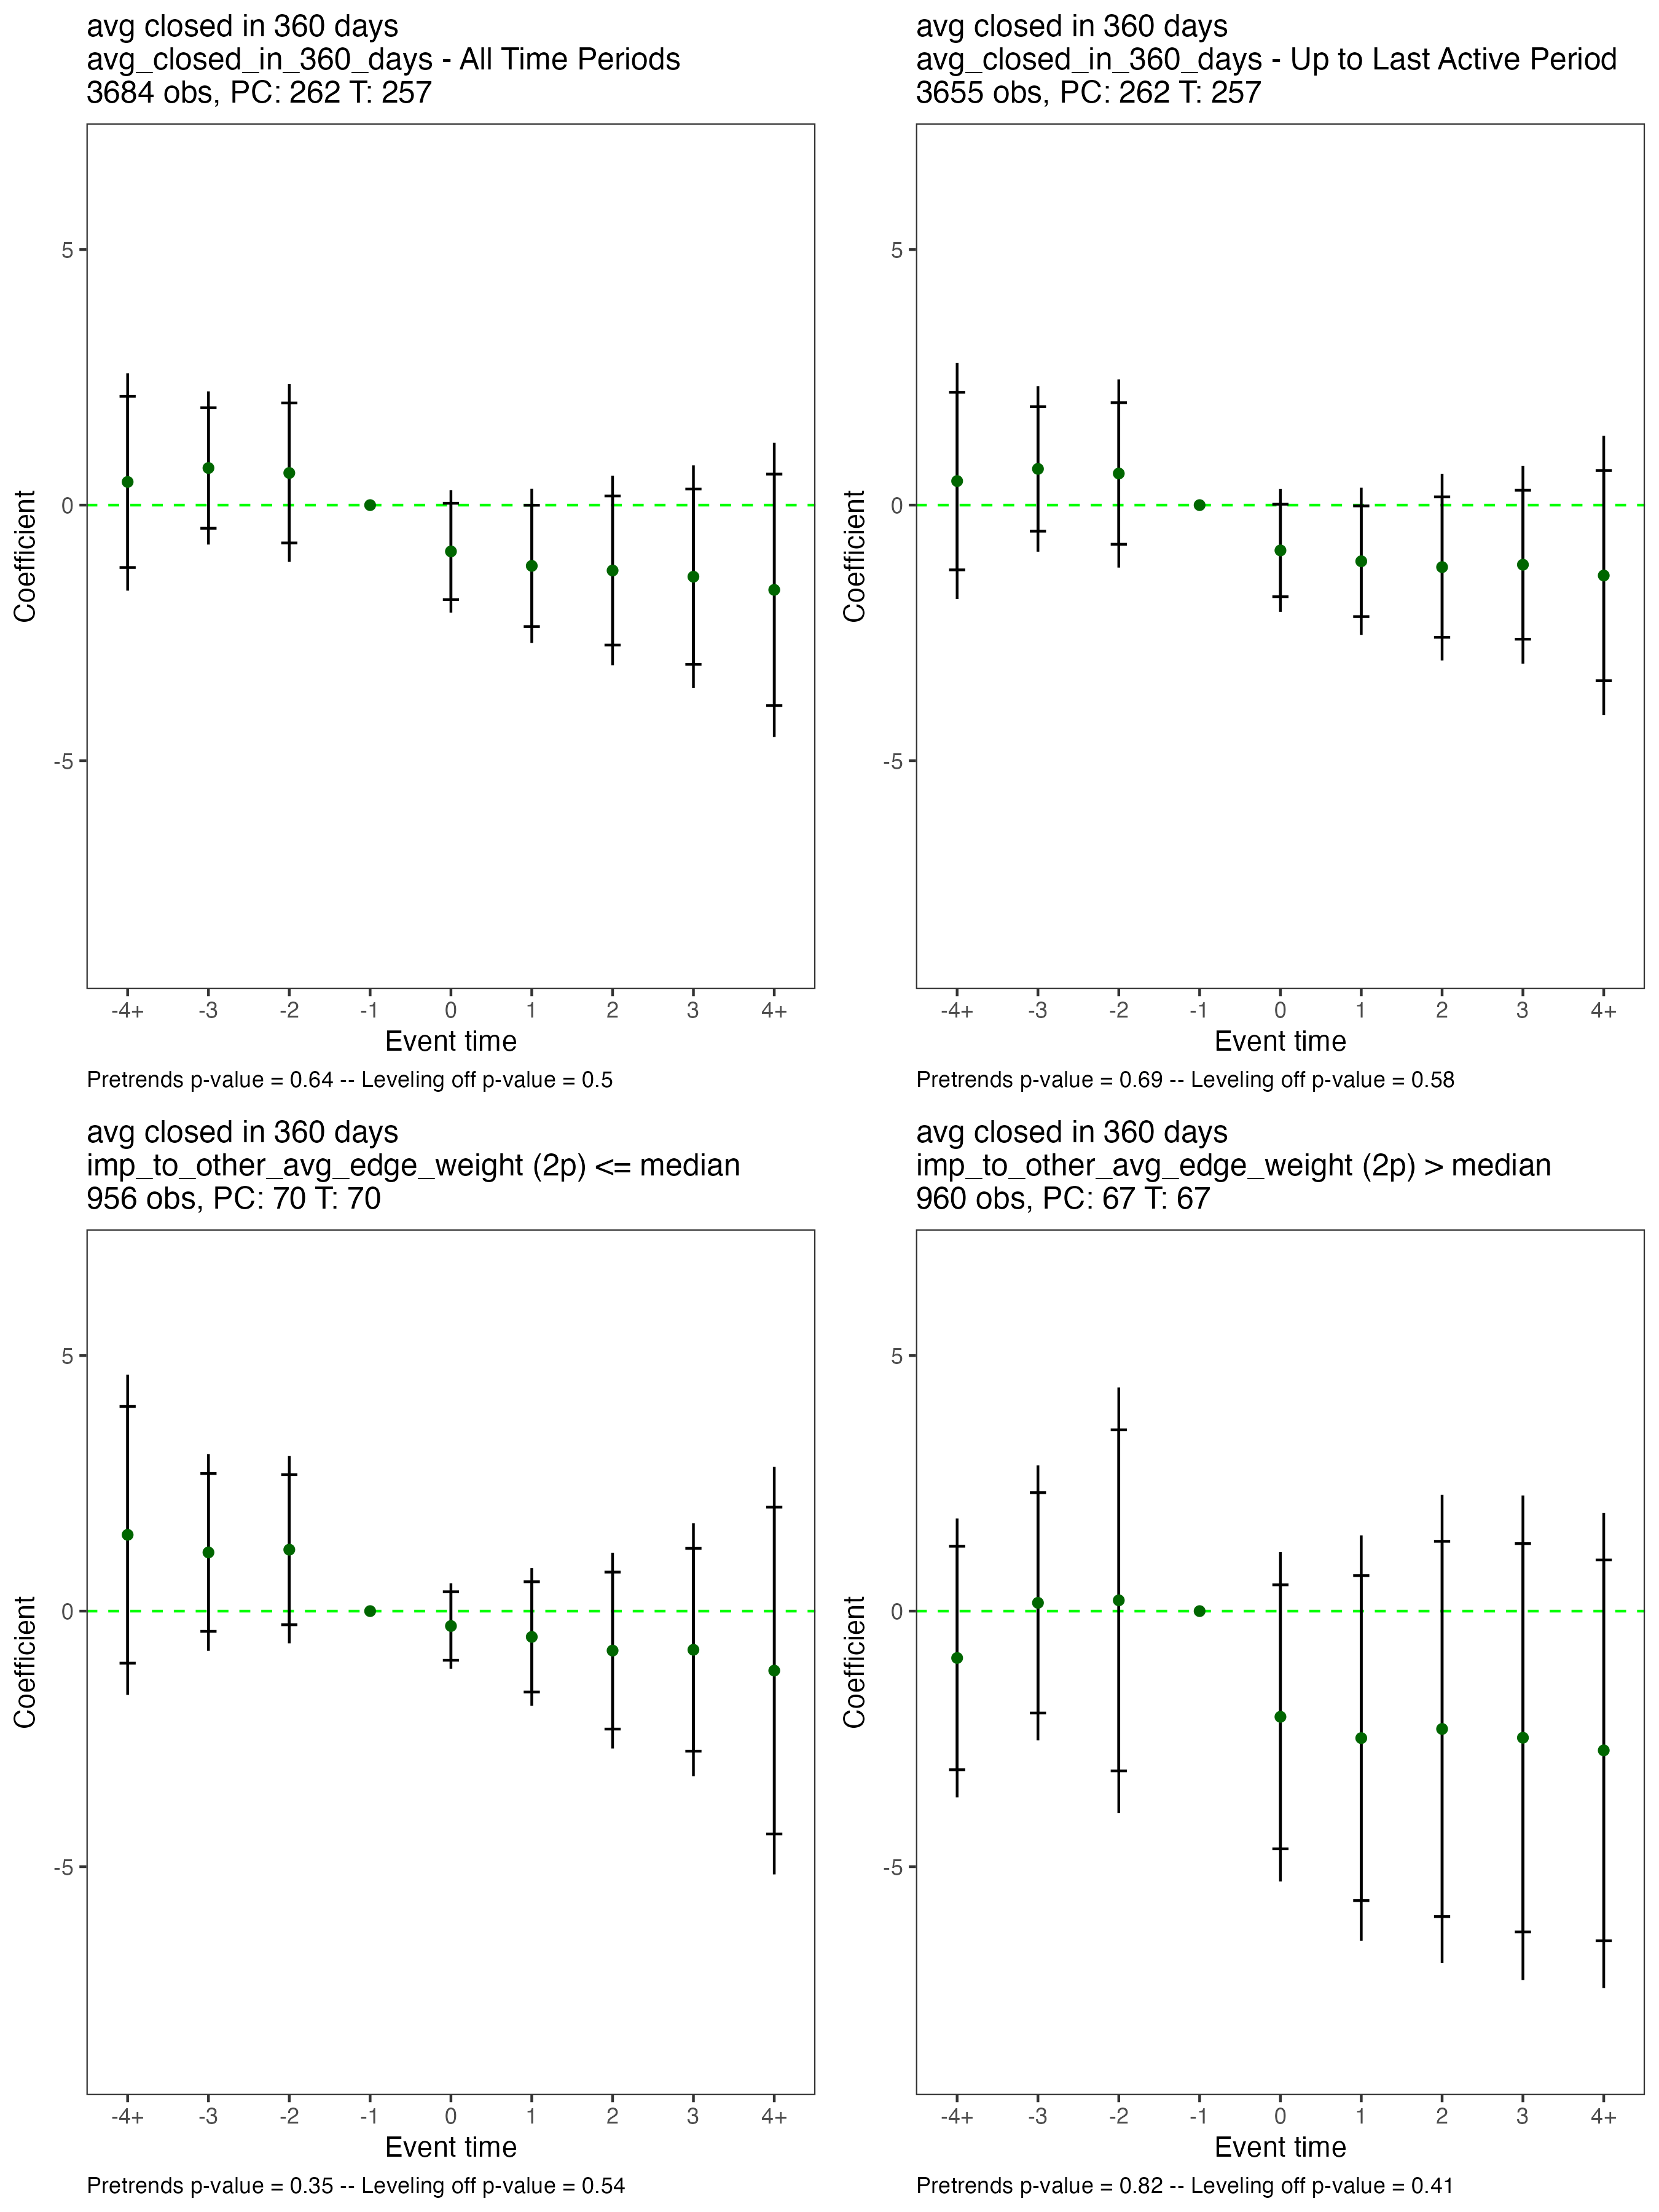 avg closed in 360 days
avg_closed_in_360_days - All Time Periods
3684 obs, PC: 262 T: 257
5
0
-5
Coefficient
-4+ -3 -2 -1 0 1 2 3 4+
Event time
Pretrends p-value = 0.64 -- Leveling off p-value = 0.5
avg closed in 360 days
avg_closed_in_360_days - Up to Last Active Period
3655 obs, PC: 262 T: 257
5
0
-5
Coefficient
-4+ -3 -2 -1 0 1 2 3 4+
Event time
Pretrends p-value = 0.69 -- Leveling off p-value = 0.58
avg closed in 360 days
imp_to_other_avg_edge_weight (2p) <= median
956 obs, PC: 70 T: 70
5
0
-5
Coefficient
-4+ -3 -2 -1 0 1 2 3 4+
Event time
Pretrends p-value = 0.35 -- Leveling off p-value = 0.54
avg closed in 360 days
imp_to_other_avg_edge_weight (2p) > median
960 obs, PC: 67 T: 67
5
0
-5
Coefficient
-4+ -3 -2 -1 0 1 2 3 4+
Event time
Pretrends p-value = 0.82 -- Leveling off p-value = 0.41